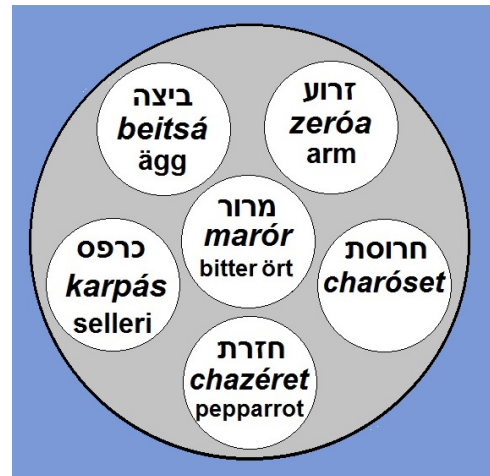 ביצה
beitsá
ägg
זרוע
zeróa
arm
מרור
marór
bitter ört
כרפס
karpás
selleri
חרוסת
charóset
חזרת
chazéret
pepparrot